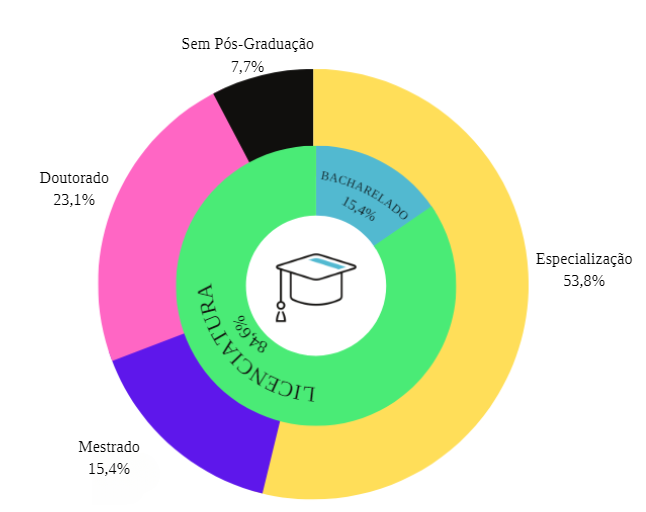 Sem Pós-Graduação
7,7%
Doutorado
23,1%
BACHARELADO
15,4%
Especialização
53,8%
LICENCIATURA
84,6%
Mestrado
15,4%